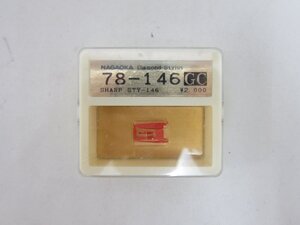 NAGAOKA Diamond-Stylus
78-146 GC
SHARP STY-146 ¥2,000